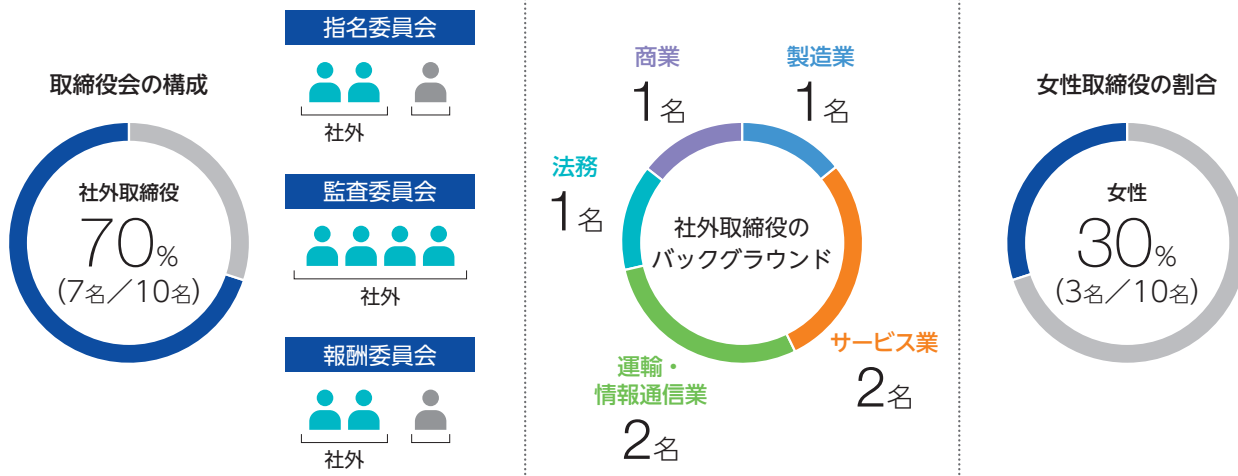 取締役会の構成
社外取締役
70%
(7名／10名)
指名委員会
社外
監査委員会
社外
報酬委員会
社外
商業
1名
製造業
1名
法務
1名
社外取締役の
バックグラウンド
サービス業
2名
運輸・
情報通信業
2名
女性取締役の割合
女性
30%
(3名／10名)